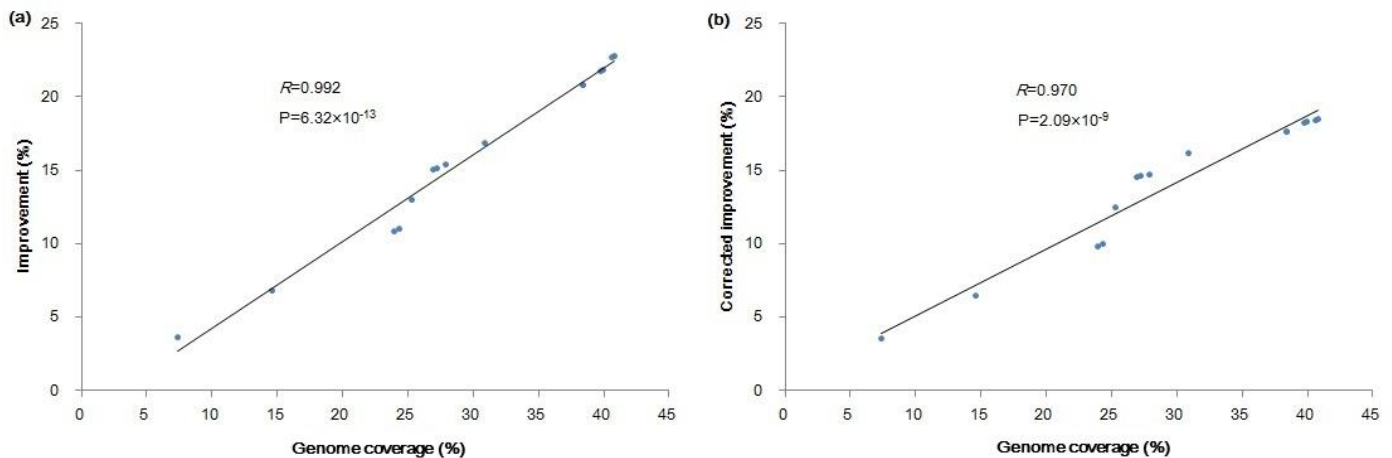 (a)
25
20
15
10
5
0
Improvement (%)
R=0.992
P=6.32×10⁻¹³
0 5 10 15 20 25 30 35 40 45
Genome coverage (%)
(b)
25
20
15
10
5
0
Corrected improvement (%)
R=0.970
P=2.09×10⁻⁹
0 5 10 15 20 25 30 35 40 45
Genome coverage (%)